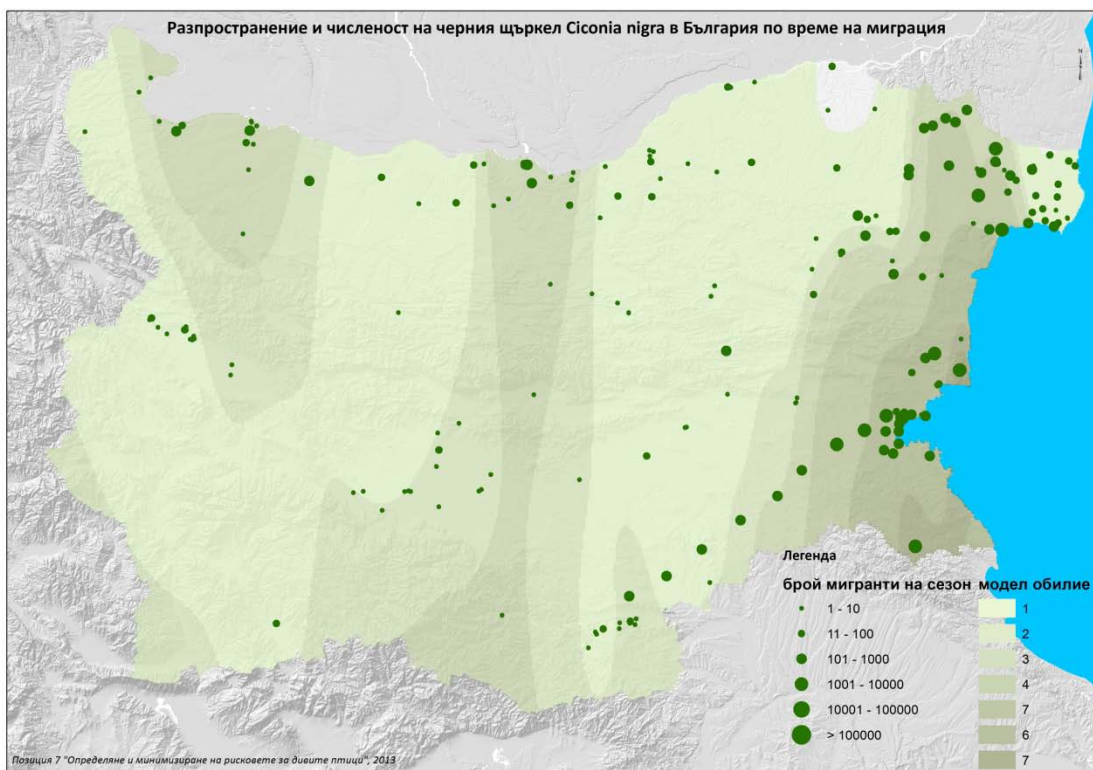 Разпространение и численост на черния щъркел Ciconia nigra в България по време на миграция
N
Легенда
брой мигранти на сезон модел обилие
1 - 10
11 - 100
101 - 1000
1001 - 10000
10001 - 100000
> 100000
1
2
3
4
7
6
7
Позиция 7 "Определяне и минимизиране на рисковете за дивите птици", 2013